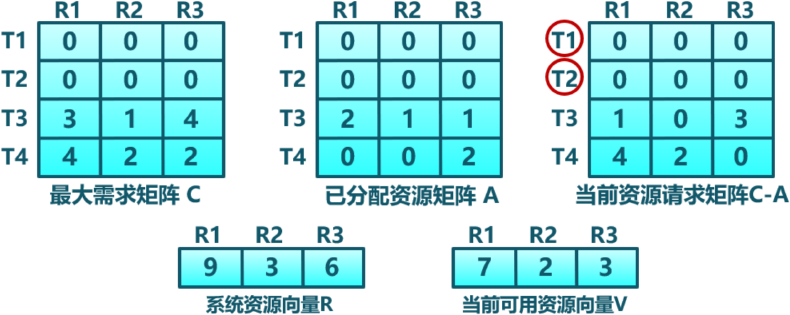 R1 R2 R3 R1 R2 R3 R1 R2 R3
T1 0 0 0 T1 0 0 0 T1 0 0 0
T2 0 0 0 T2 0 0 0 T2 0 0 0
T3 3 1 4 T3 2 1 1 T3 1 0 3
T4 4 2 2 T4 0 0 2 T4 4 2 0
最大需求矩阵 C 已分配资源矩阵 A 当前资源请求矩阵C-A
R1 R2 R3 R1 R2 R3
9 3 6 7 2 3
系统资源向量R 当前可用资源向量V